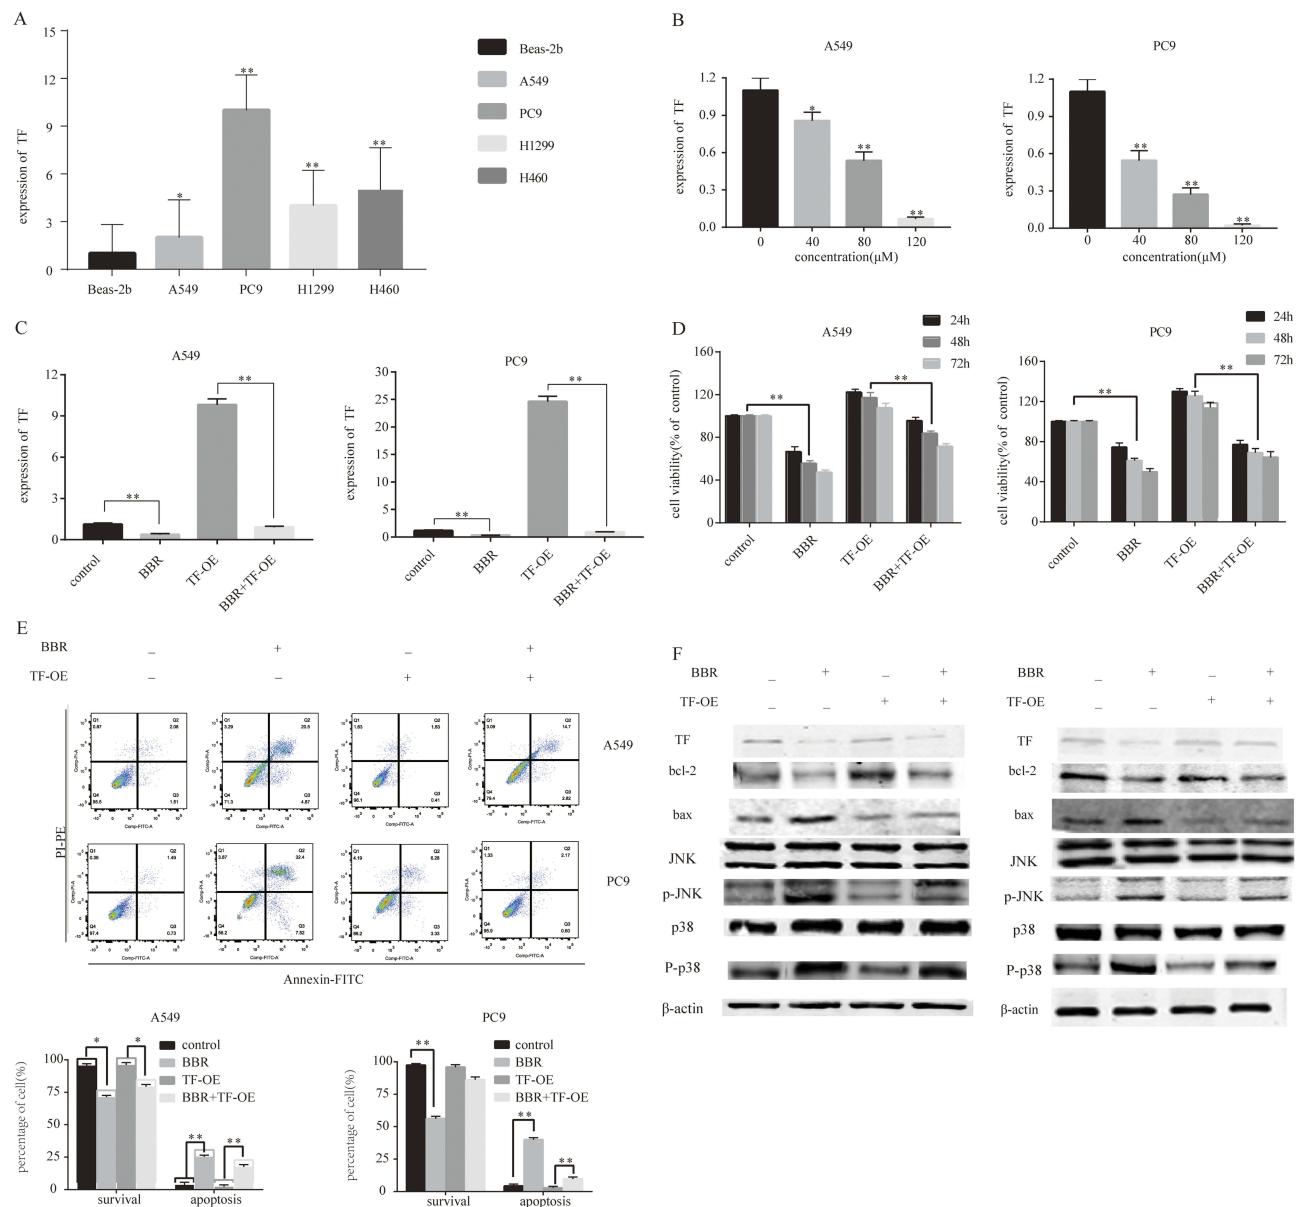 A
15
12
9
6
3
0
expression of TF
**
*
**
**
Beas-2b
A549
PC9
H1299
H460
Beas-2b
A549
PC9
H1299
H460
B
A549
1.2
0.9
0.6
0.3
0.0
expression of TF
*
**
**
0
40
80
120
concentration(μM)
PC9
1.2
0.9
0.6
0.3
0.0
expression of TF
**
**
**
0
40
80
120
concentration(μM)
C
A549
12
9
6
3
0
expression of TF
**
**
control
BBR
TF-OE
BBR+TF-OE
PC9
30
25
20
15
10
5
0
expression of TF
**
**
control
BBR
TF-OE
BBR+TF-OE
D
A549
24h
48h
72h
160
120
80
40
0
cell viability(% of control)
**
**
control
BBR
TF-OE
BBR+TF-OE
PC9
24h
48h
72h
160
120
80
40
0
cell viability(% of control)
**
**
control
BBR
TF-OE
BBR+TF-OE
E
BBR – + – +
TF-OE – – + +
PI-PE
A549
PC9
Annexin-FITC
A549
100
75
50
25
0
percentage of cell(%)
*
*
**
**
control
BBR
TF-OE
BBR+TF-OE
survival
apoptosis
PC9
100
75
50
25
0
percentage of cell(%)
**
**
**
control
BBR
TF-OE
BBR+TF-OE
survival
apoptosis
F
BBR – + – +
TF-OE – – + +
TF
bcl-2
bax
JNK
p-JNK
p38
P-p38
β-actin
BBR – + – +
TF-OE – – + +
TF
bcl-2
bax
JNK
p-JNK
p38
P-p38
β-actin